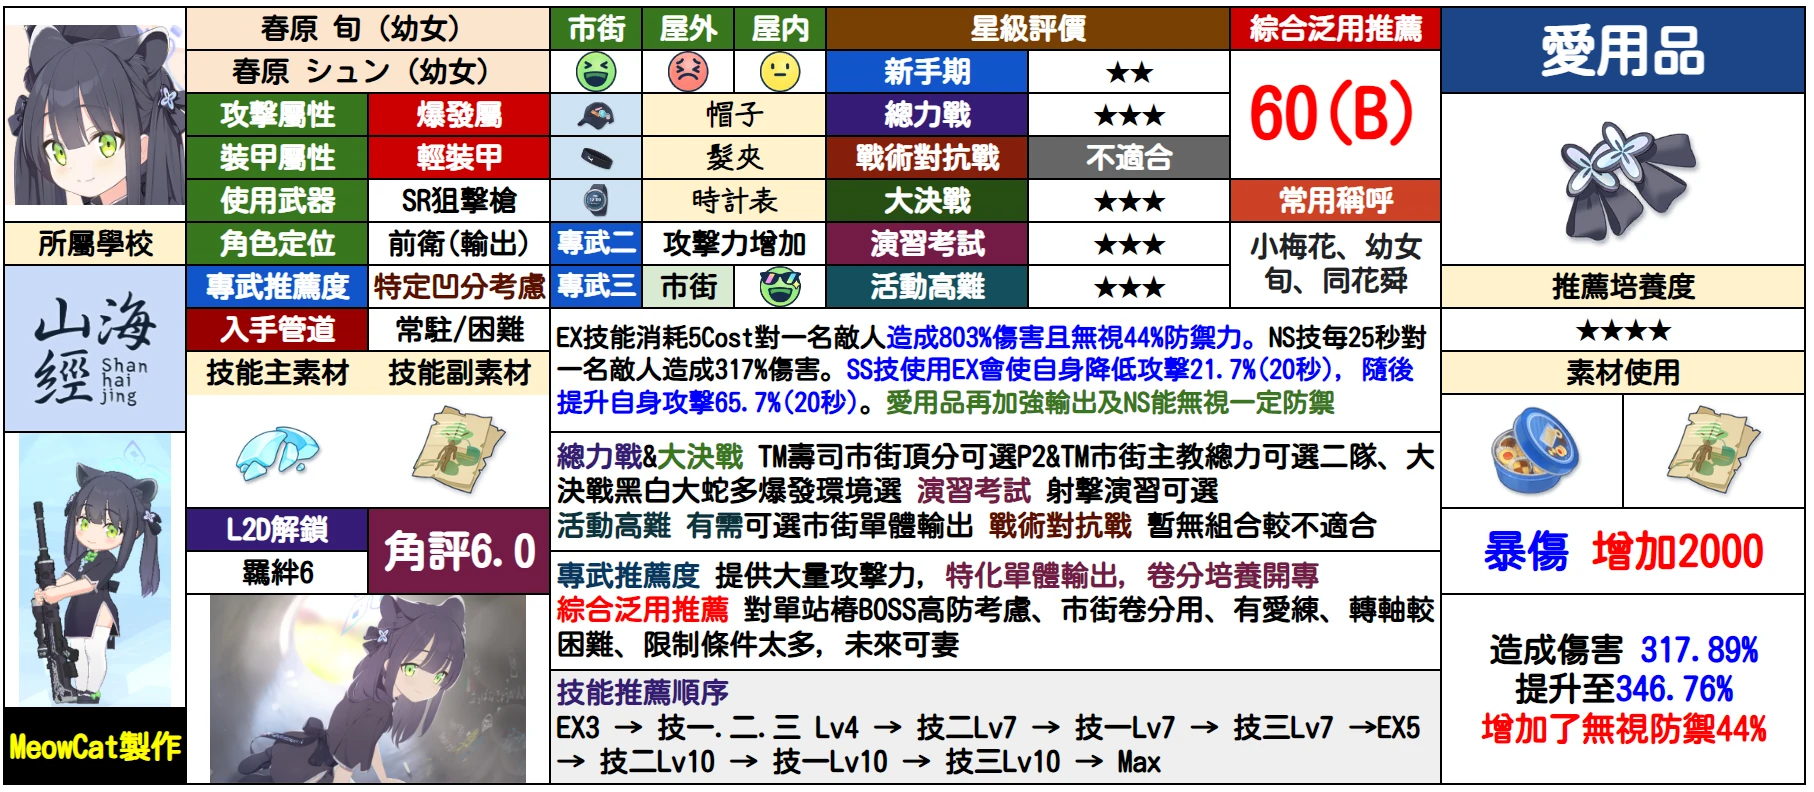 春原 旬（幼女）
春原 シュン（幼女）
攻擊屬性 爆發屬
裝甲屬性 輕裝甲
使用武器 SR狙擊槍
所屬學校
角色定位 前衛(輸出)
專武推薦度 特定凹分考慮
山海經
Shan
hai
jing
入手管道 常駐/困難
技能主素材 技能副素材
L2D解鎖
羈絆6
角評6.0
MeowCat製作
市街 屋外 屋內
帽子
髮夾
時計表
專武二 攻擊力增加
專武三 市街
星級評價
新手期 ★★
總力戰 ★★★
戰術對抗戰 不適合
大決戰 ★★★
演習考試 ★★★
活動高難 ★★★
綜合泛用推薦
60(B)
常用稱呼
小梅花、幼女
旬、同花舜
EX技能消耗5Cost對一名敵人造成803%傷害且無視44%防禦力。NS技每25秒對
一名敵人造成317%傷害。SS技使用EX會使自身降低攻擊21.7%(20秒)，隨後
提升自身攻擊65.7%(20秒)。愛用品再加強輸出及NS能無視一定防禦
總力戰&大決戰 TM壽司市街頂分可選P2&TM市街主教總力可選二隊、大
決戰黑白大蛇多爆發環境選 演習考試 射擊演習可選
活動高難 有需可選市街單體輸出 戰術對抗戰 暫無組合較不適合
專武推薦度 提供大量攻擊力，特化單體輸出，卷分培養開專
綜合泛用推薦 對單站樁BOSS高防考慮、市街卷分用、有愛練、轉軸較
困難、限制條件太多，未來可妻
技能推薦順序
EX3 → 技一.二.三 Lv4 → 技二Lv7 → 技一Lv7 → 技三Lv7 →EX5
→ 技二Lv10 → 技一Lv10 → 技三Lv10 → Max
愛用品
推薦培養度
★★★★
素材使用
暴傷 增加2000
造成傷害 317.89%
提升至346.76%
增加了無視防禦44%